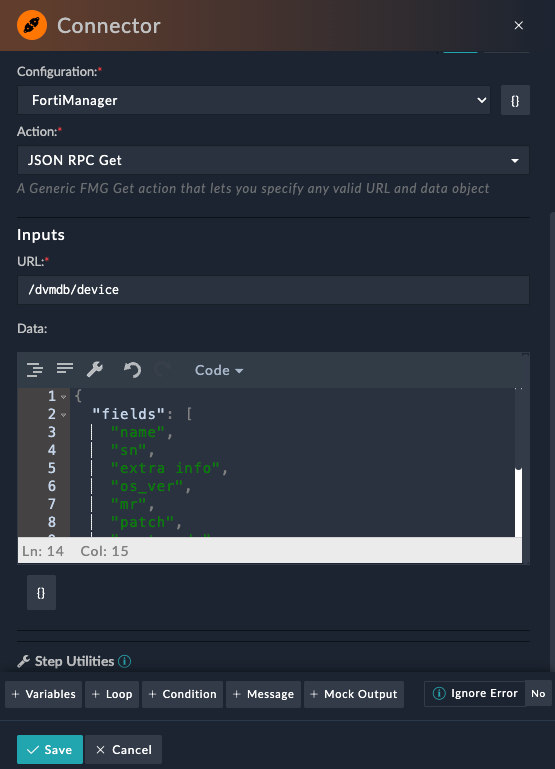 Connector
Configuration:*
FortiManager
{}
Action:*
JSON RPC Get
A Generic FMG Get action that lets you specify any valid URL and data object
Inputs
URL:*
/dvmdb/device
Data:
Code
1 {
2 "fields": [
3 "name",
4 "sn",
5 "extra info",
6 "os_ver",
7 "mr",
8 "patch",
Ln: 14 Col: 15
{}
Step Utilities
+ Variables + Loop + Condition + Message + Mock Output Ignore Error No
Save Cancel